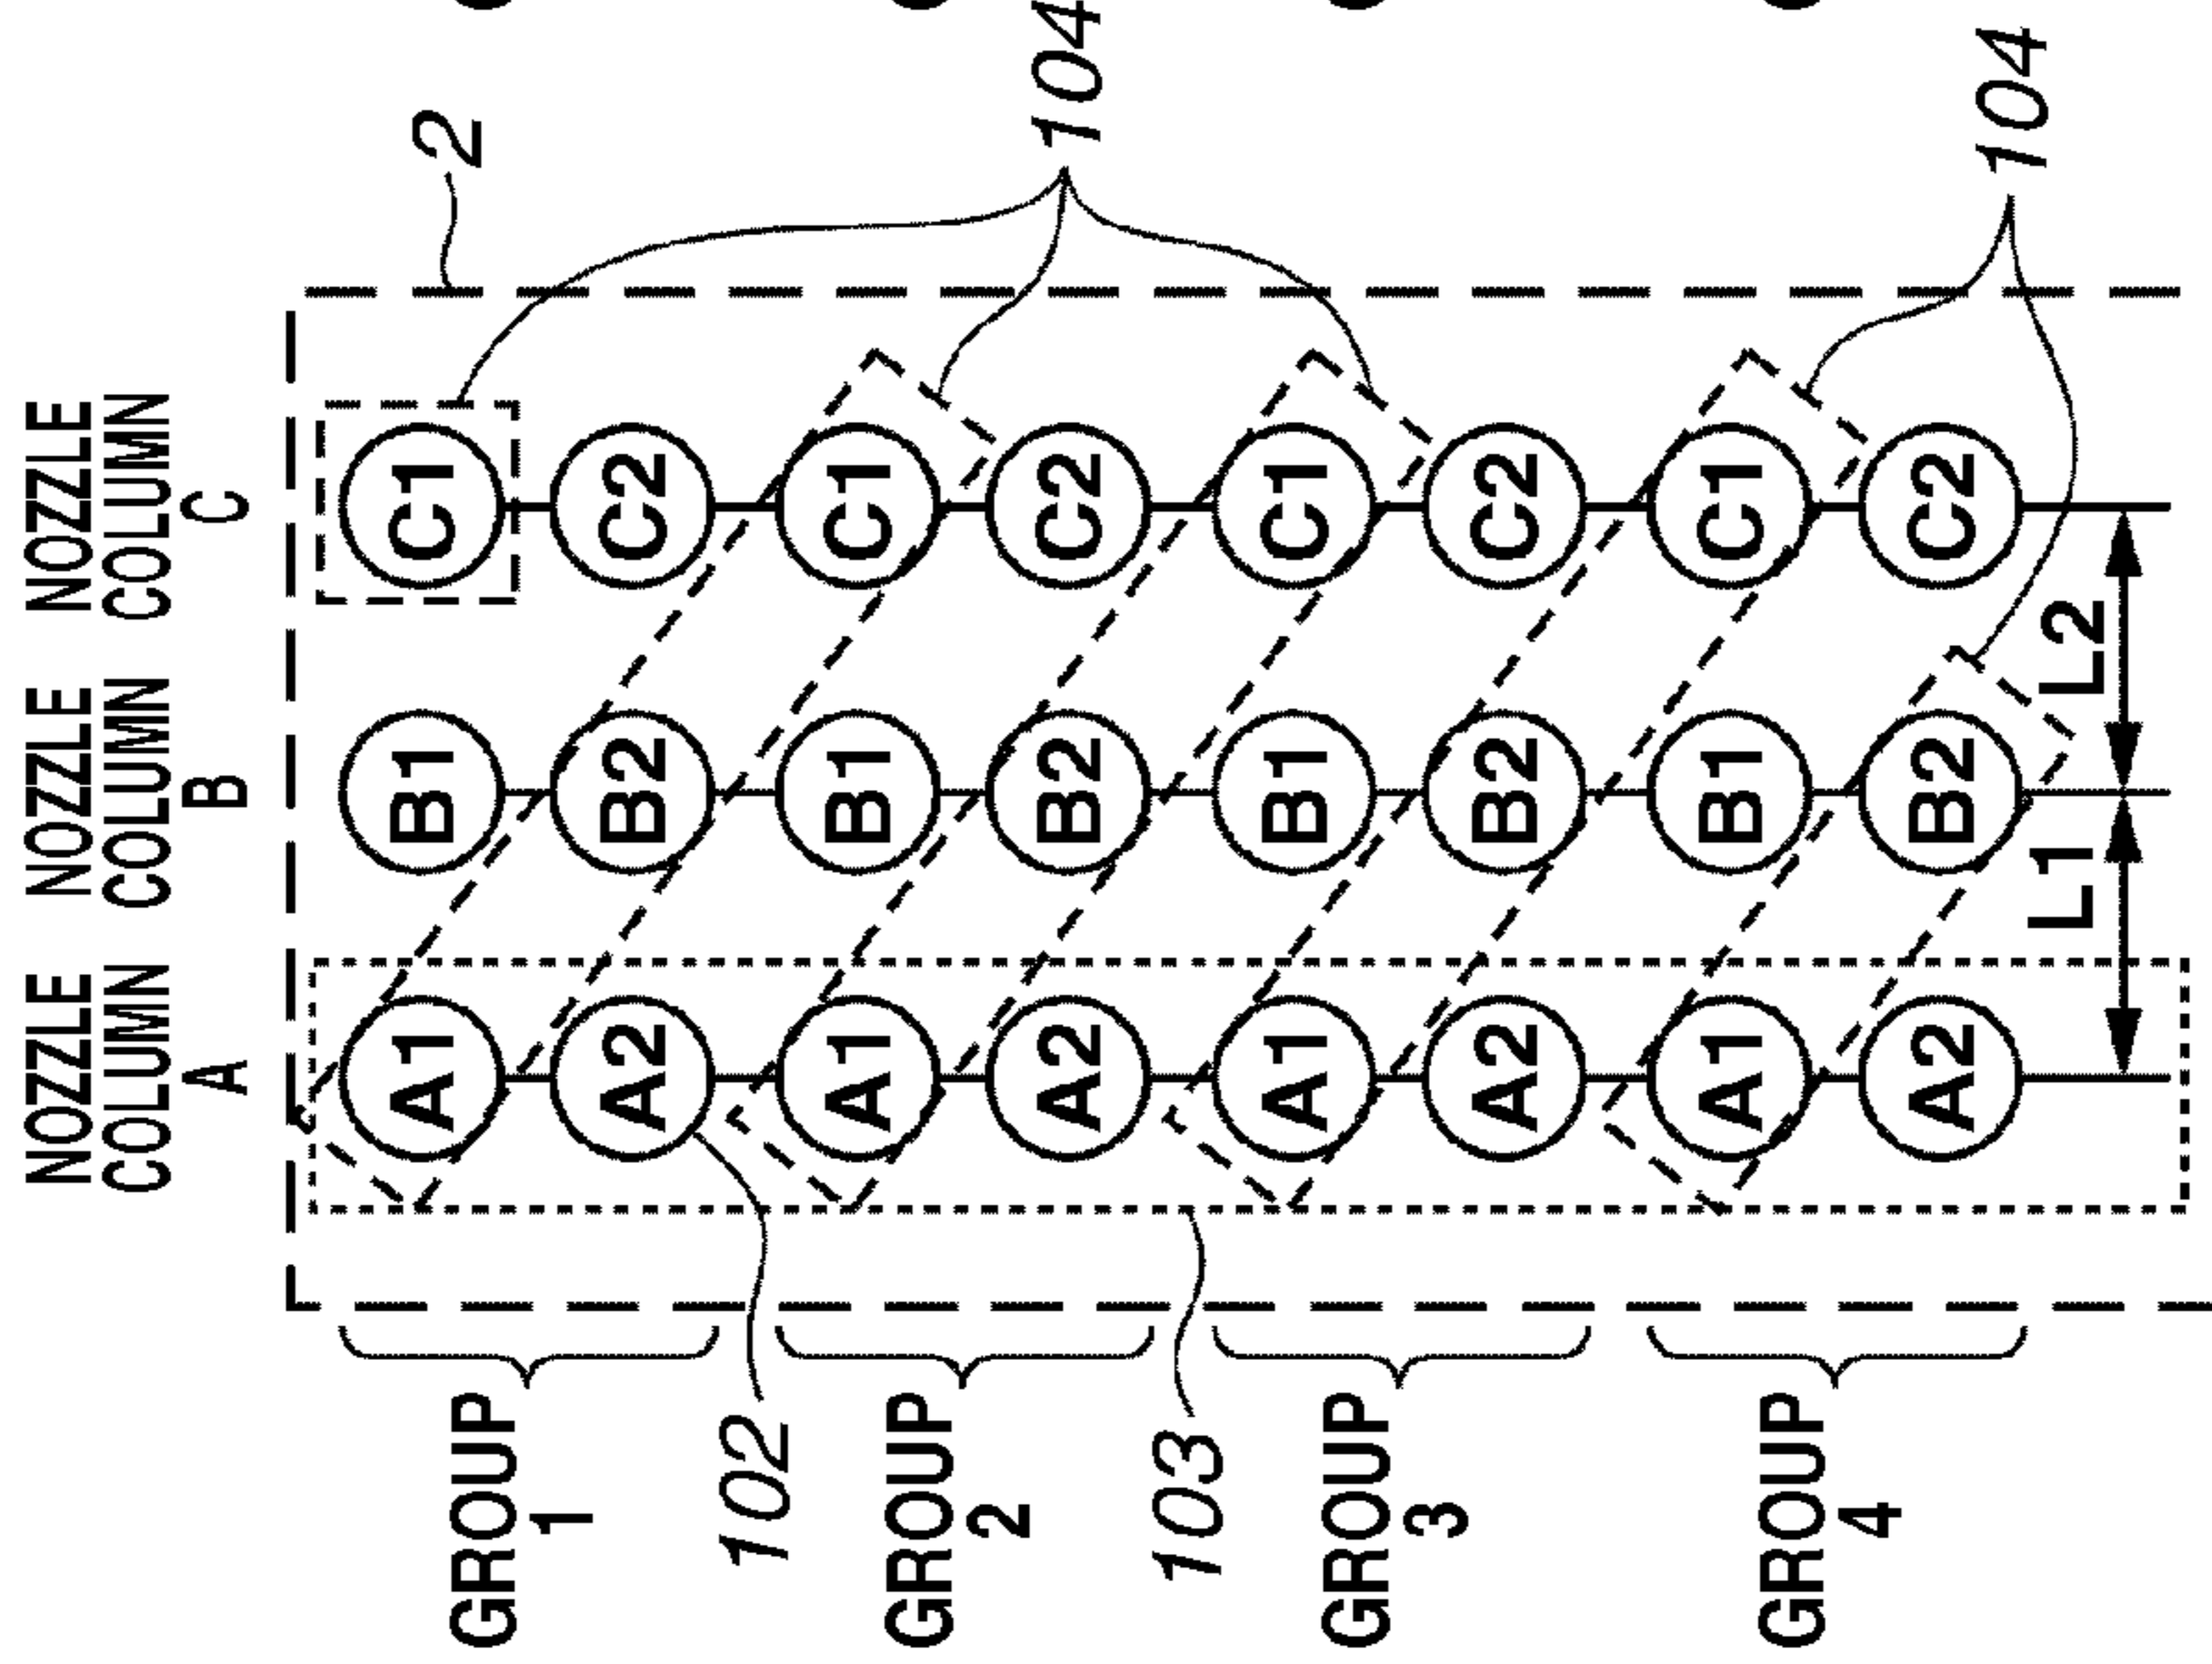 NOZZLE
COLUMN
A
NOZZLE
COLUMN
B
NOZZLE
COLUMN
C
2
GROUP
1
A1
B1
C1
A2
B2
C2
102
104
GROUP
2
A1
B1
C1
A2
B2
C2
103
GROUP
3
A1
B1
C1
A2
B2
C2
GROUP
4
A1
B1
C1
A2
B2
C2
104
L1
L2